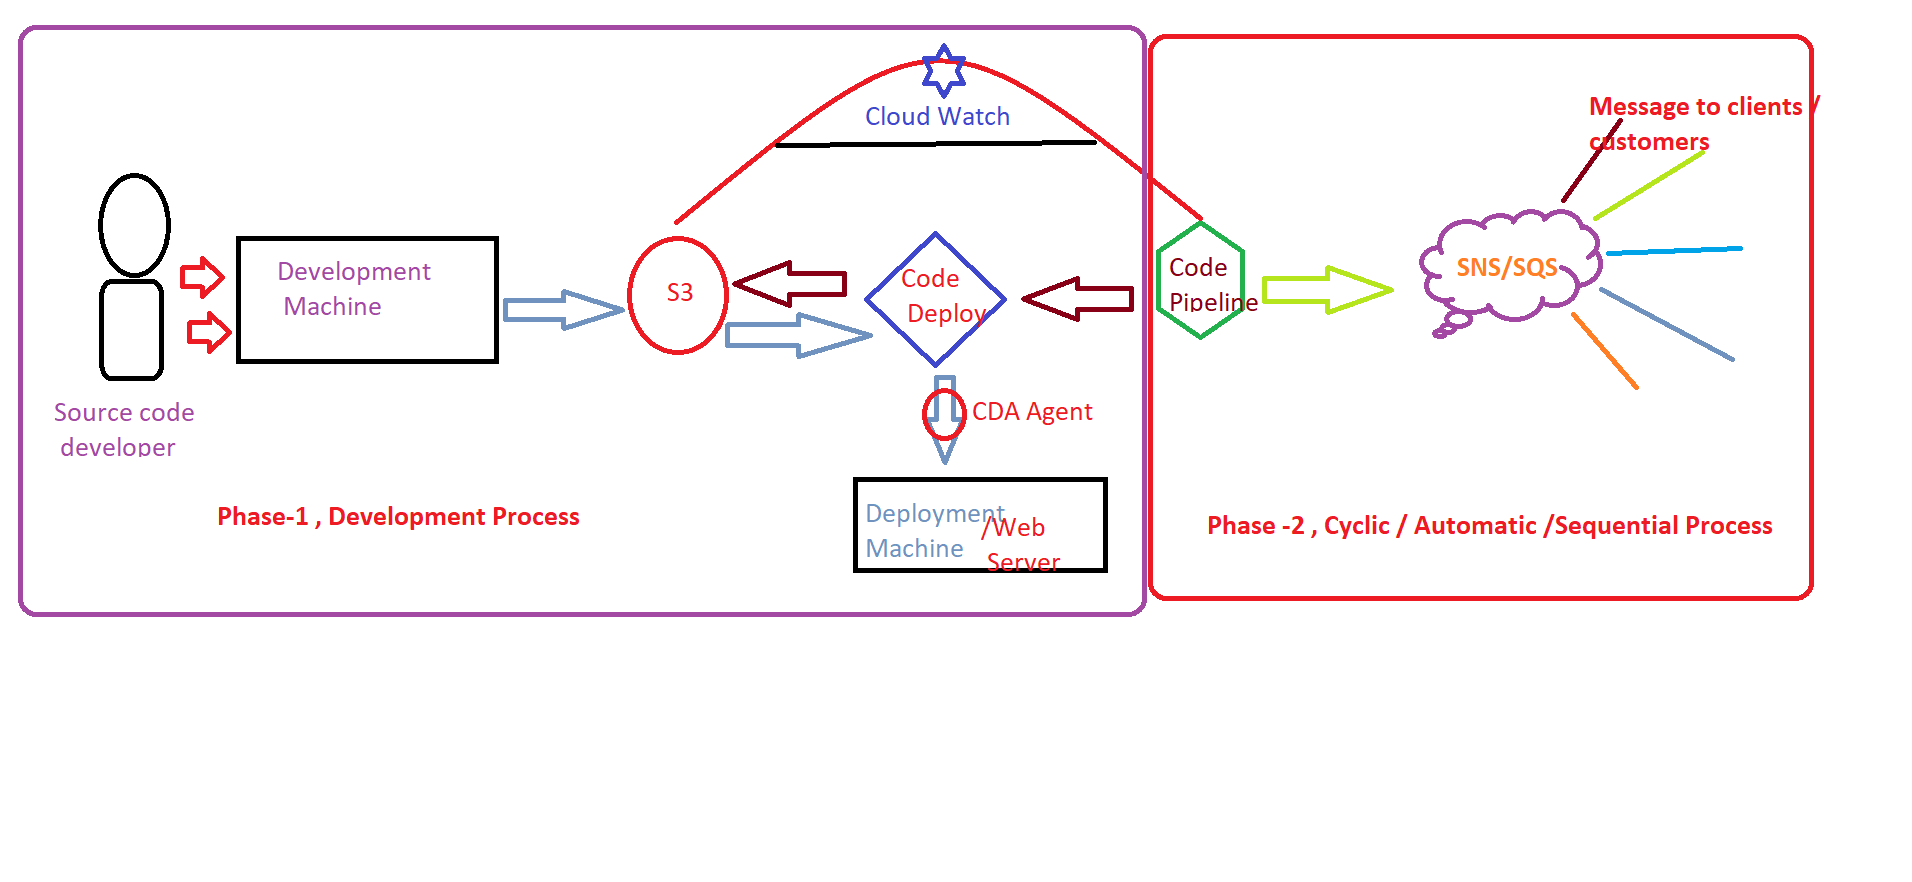 Message to clients /
customers
Cloud Watch
Development
Machine
S3
Code
Deploy
Code
Pipeline
SNS/SQS
Source code
developer
CDA Agent
Phase-1 , Development Process
Deployment
Machine
/Web
Server
Phase -2 , Cyclic / Automatic /Sequential Process